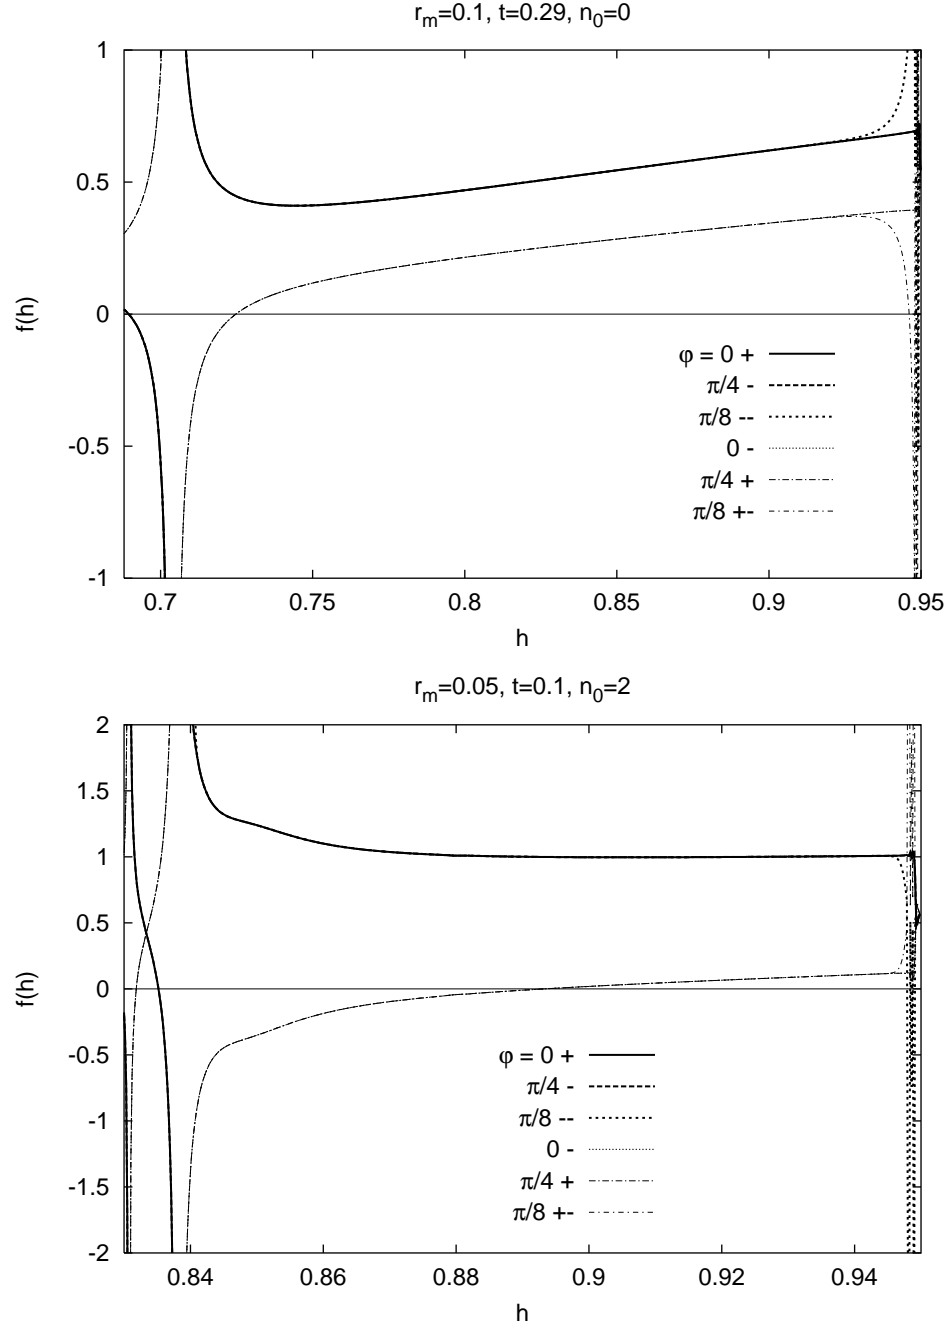 r_m=0.1, t=0.29, n_0=0
1
0.5
0
-0.5
-1
f(h)
φ = 0 +
π/4 -
π/8 --
0 -
π/4 +
π/8 +-
0.7 0.75 0.8 0.85 0.9 0.95
h
r_m=0.05, t=0.1, n_0=2
2
1.5
1
0.5
0
-0.5
-1
-1.5
-2
f(h)
φ = 0 +
π/4 -
π/8 --
0 -
π/4 +
π/8 +-
0.84 0.86 0.88 0.9 0.92 0.94
h